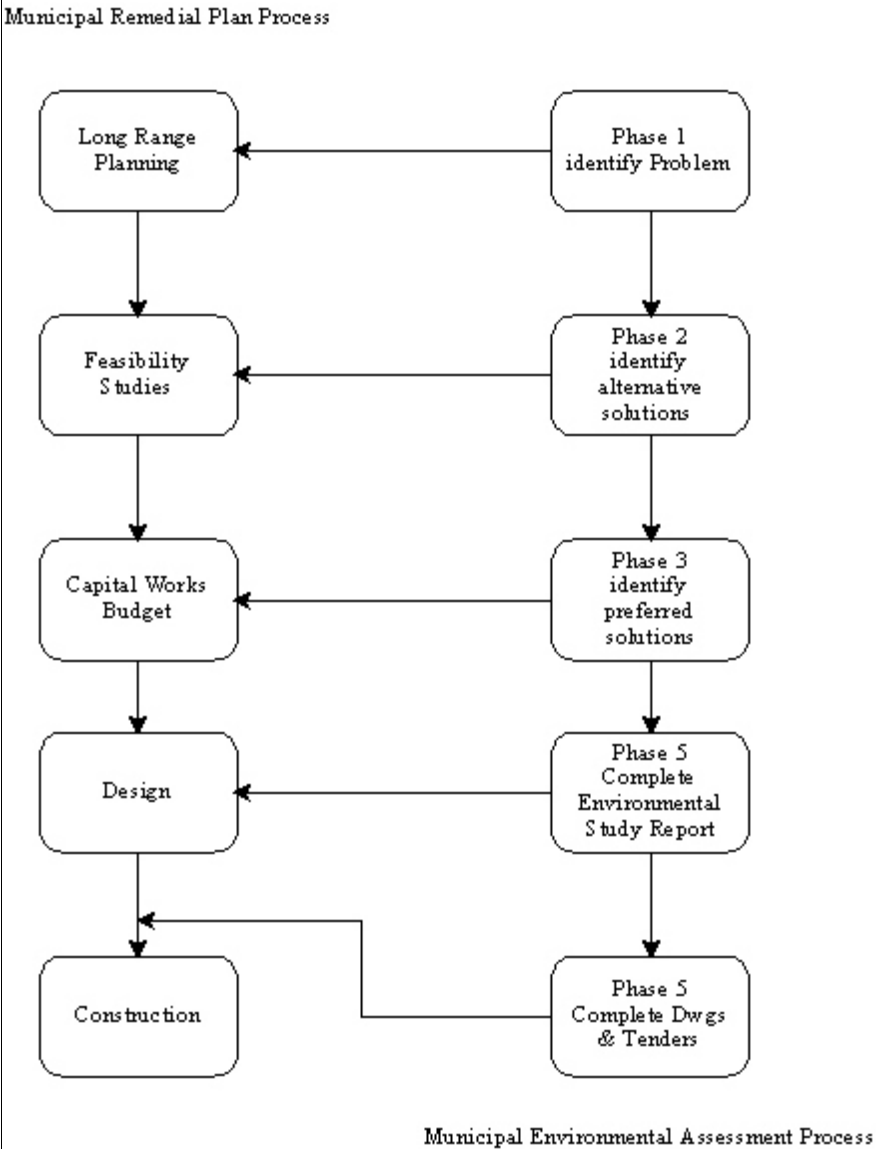 Municipal Remedial Plan Process
Long Range
Planning
Phase 1
identify Problem
Feasibility
Studies
Phase 2
identify
alternative
solutions
Capital Works
Budget
Phase 3
identify
preferred
solutions
Design
Phase 5
Complete
Environmental
Study Report
Construction
Phase 5
Complete Dwgs
& Tenders
Municipal Environmental Assessment Process